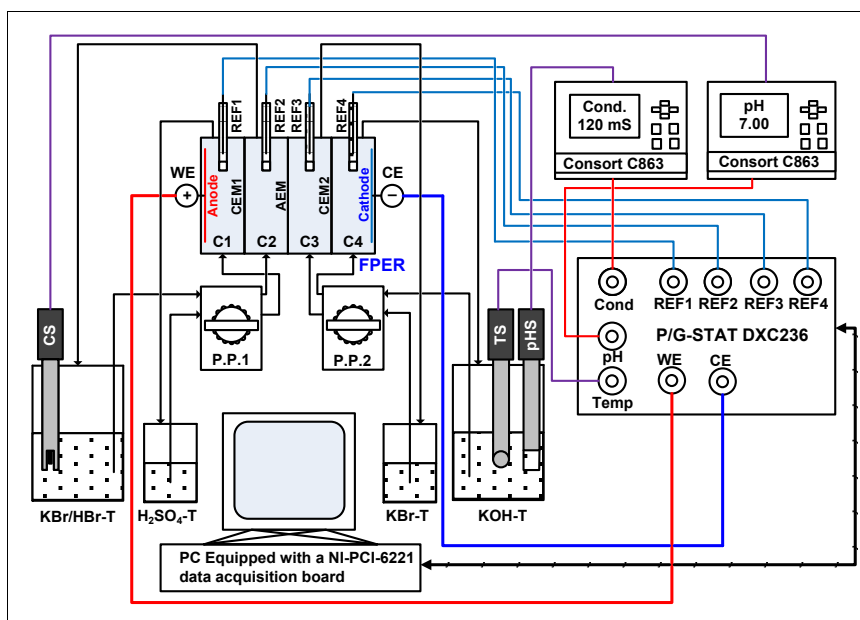 REF1
REF2
REF3
REF4
Cond.
120 mS
Consort C863
pH
7.00
Consort C863
WE
+
Anode
CEM1
AEM
CEM2
Cathode
CE
−
C1
C2
C3
C4
FPER
P.P.1
P.P.2
CS
TS
pHS
Cond
REF1
REF2
REF3
REF4
P/G-STAT DXC236
pH
WE
CE
Temp
KBr/HBr-T
H₂SO₄-T
KBr-T
KOH-T
PC Equipped with a NI-PCI-6221
data acquisition board